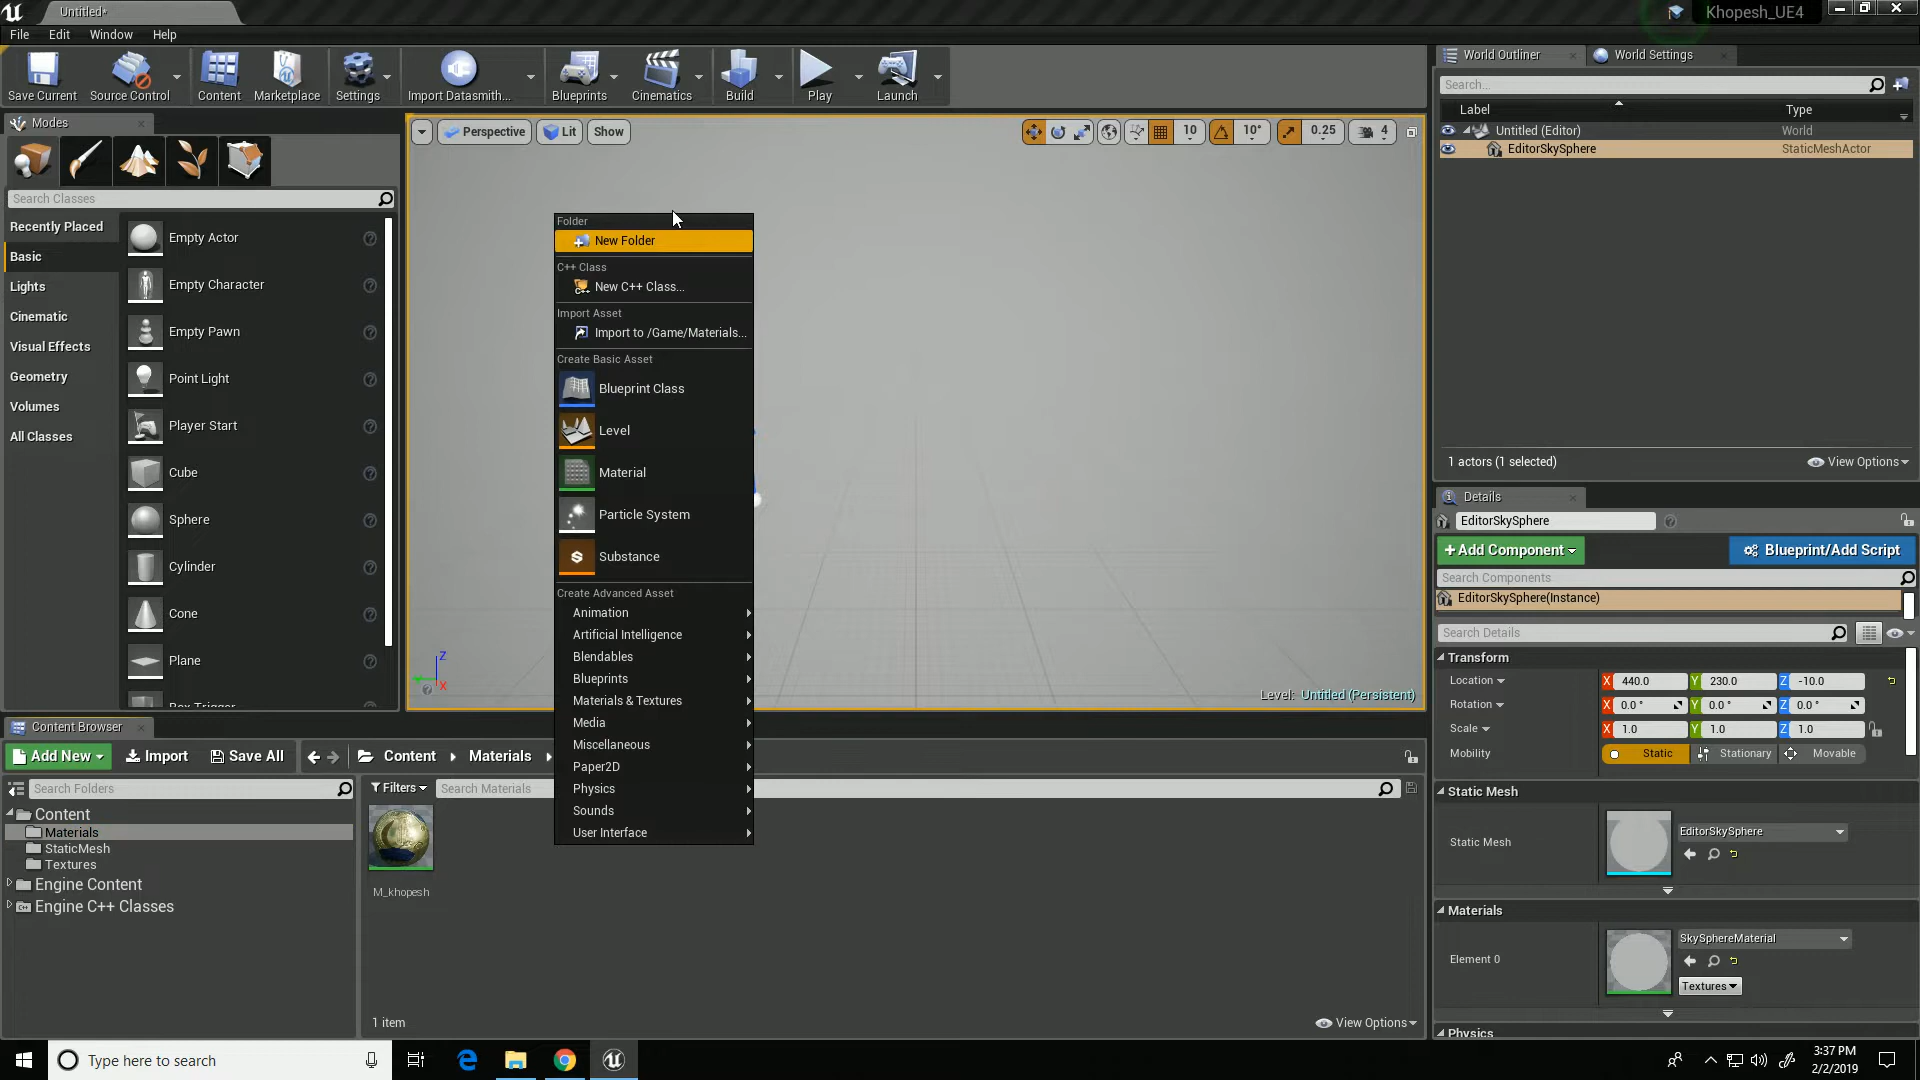 Untitled*
Khopesh_UE4
File Edit Window Help
Save Current
Source Control
Content
Marketplace
Settings
Import Datasmith...
Blueprints
Cinematics
Build
Play
Launch
Modes
Search Classes
Recently Placed
Basic
Lights
Cinematic
Visual Effects
Geometry
Volumes
All Classes
Empty Actor
Empty Character
Empty Pawn
Point Light
Player Start
Cube
Sphere
Cylinder
Cone
Plane
Box Trigger
Perspective
Lit
Show
10
10°
0.25
4
Folder
New Folder
C++ Class
New C++ Class...
Import Asset
Import to /Game/Materials...
Create Basic Asset
Blueprint Class
Level
Material
Particle System
Substance
Create Advanced Asset
Animation
Artificial Intelligence
Blendables
Blueprints
Materials & Textures
Media
Miscellaneous
Paper2D
Physics
Sounds
User Interface
Z
X
Level: Untitled (Persistent)
World Outliner
World Settings
Search...
Label Type
Untitled (Editor) World
EditorSkySphere StaticMeshActor
1 actors (1 selected)
View Options
Details
EditorSkySphere
+Add Component
Blueprint/Add Script
Search Components
EditorSkySphere(Instance)
Search Details
Transform
Location X 440.0 Y 230.0 Z -10.0
Rotation X 0.0 ° Y 0.0 ° Z 0.0 °
Scale X 1.0 Y 1.0 Z 1.0
Mobility Static Stationary Movable
Static Mesh
Static Mesh
EditorSkySphere
Materials
Element 0
SkySphereMaterial
Textures
Physics
Content Browser
Add New
Import
Save All
Content
Materials
Search Folders
Filters
Search Materials
Content
Materials
StaticMesh
Textures
Engine Content
Engine C++ Classes
M_khopesh
1 item
View Options
Type here to search
3:37 PM
2/2/2019